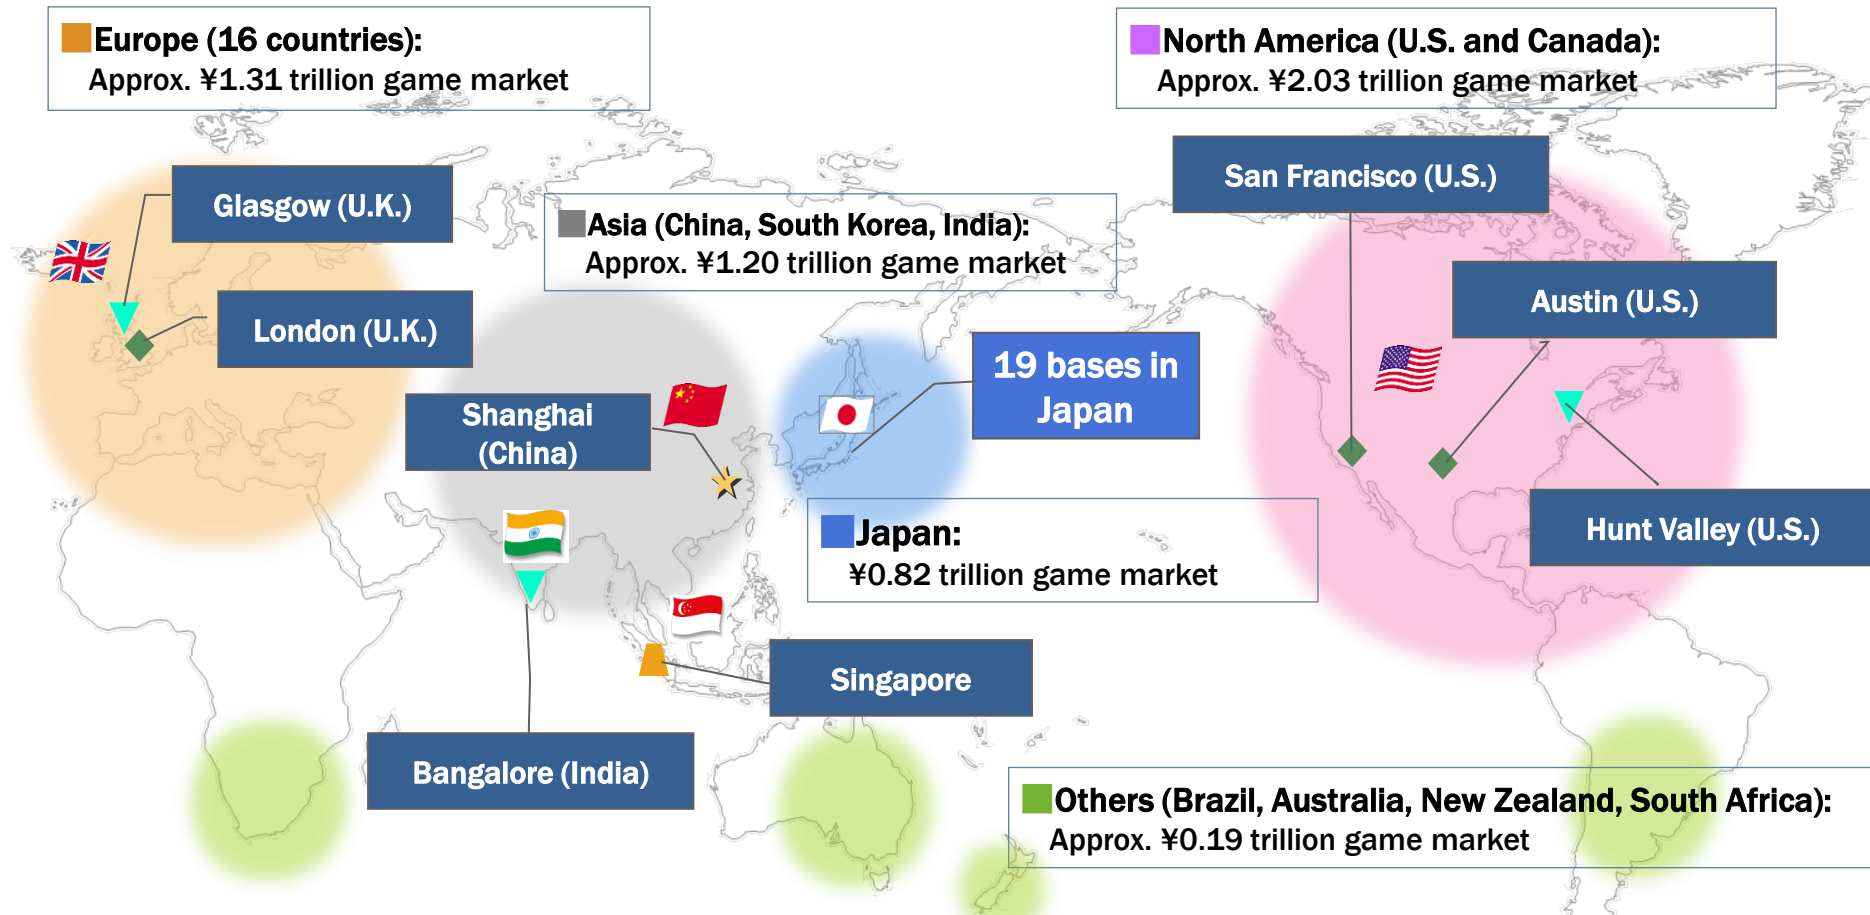 Europe (16 countries):
Approx. ¥1.31 trillion game market
North America (U.S. and Canada):
Approx. ¥2.03 trillion game market
San Francisco (U.S.)
Glasgow (U.K.)
Asia (China, South Korea, India):
Approx. ¥1.20 trillion game market
Austin (U.S.)
London (U.K.)
19 bases in
Japan
Shanghai
(China)
Japan:
¥0.82 trillion game market
Hunt Valley (U.S.)
Singapore
Bangalore (India)
Others (Brazil, Australia, New Zealand, South Africa):
Approx. ¥0.19 trillion game market